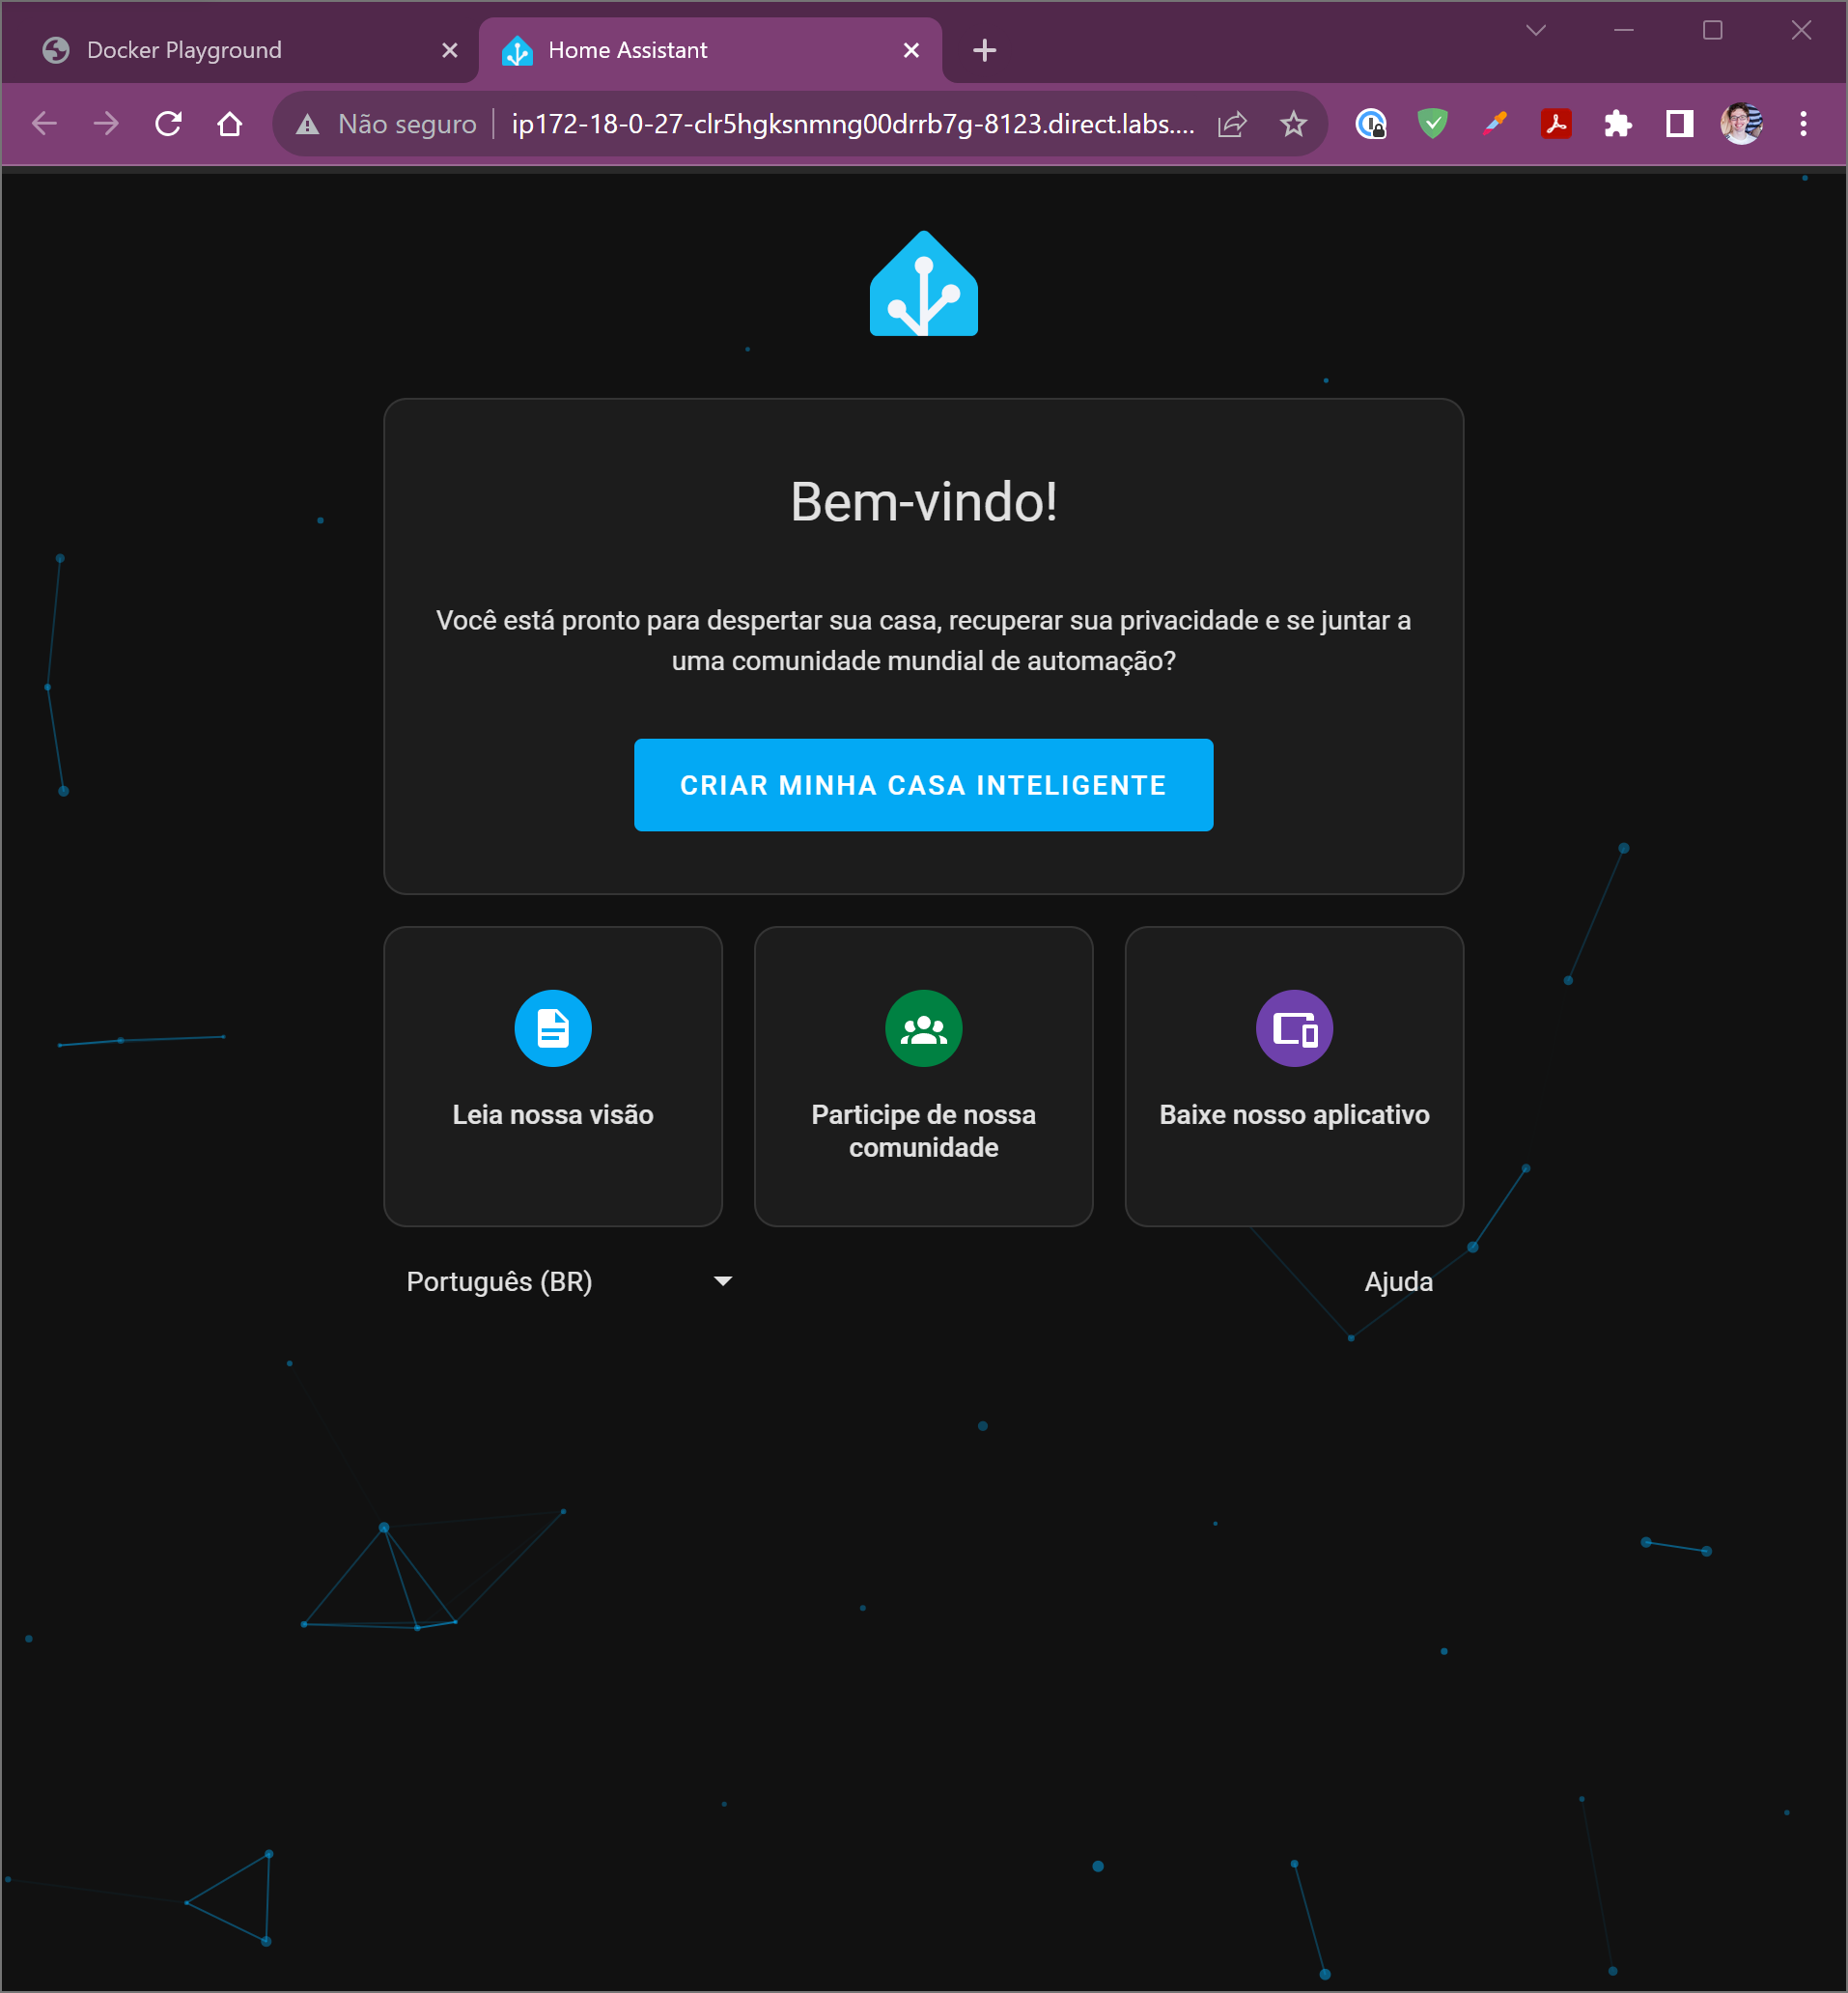 Docker Playground
Home Assistant
Não seguro
ip172-18-0-27-clr5hgksnmng00drrb7g-8123.direct.labs....
Bem-vindo!
Você está pronto para despertar sua casa, recuperar sua privacidade e se juntar a
uma comunidade mundial de automação?
CRIAR MINHA CASA INTELIGENTE
Leia nossa visão
Participe de nossa
comunidade
Baixe nosso aplicativo
Português (BR)
Ajuda